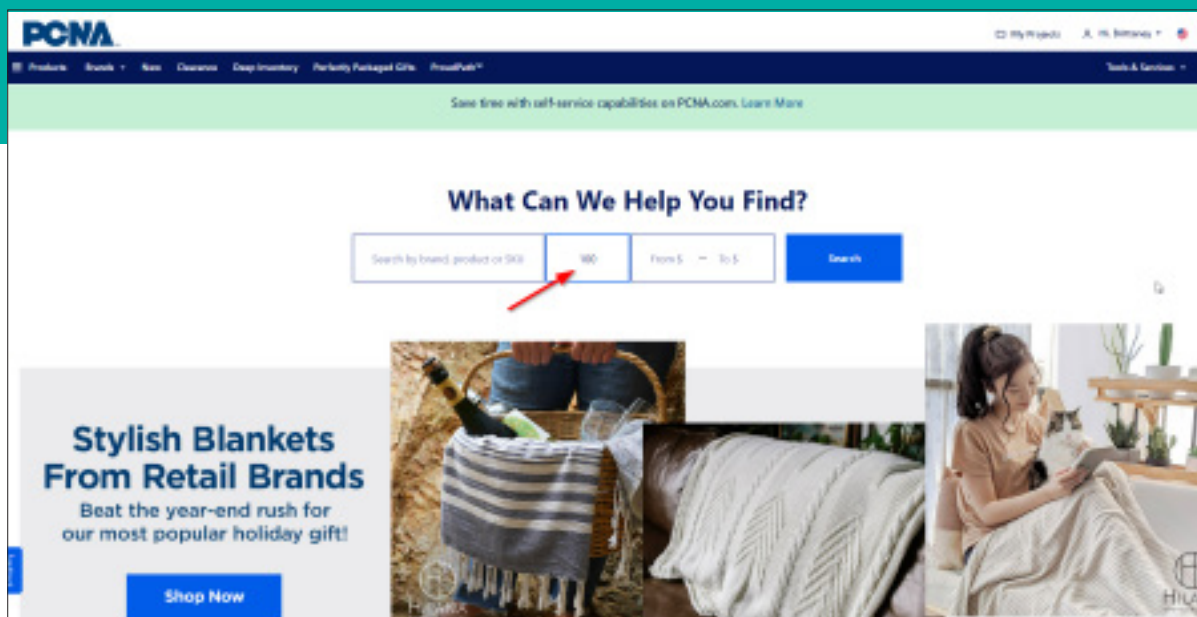 PCNA
My Projects Hi, Brittaney
Products Brands New Clearance Deep Inventory Perfectly Packaged Gifts ProudPath™ Tools & Services
Save time with self-service capabilities on PCNA.com. Learn More
What Can We Help You Find?
Search by brand, product or SKU 100 From $ – To $ Search
Stylish Blankets
From Retail Brands
Beat the year-end rush for
our most popular holiday gift!
Shop Now
HILANA